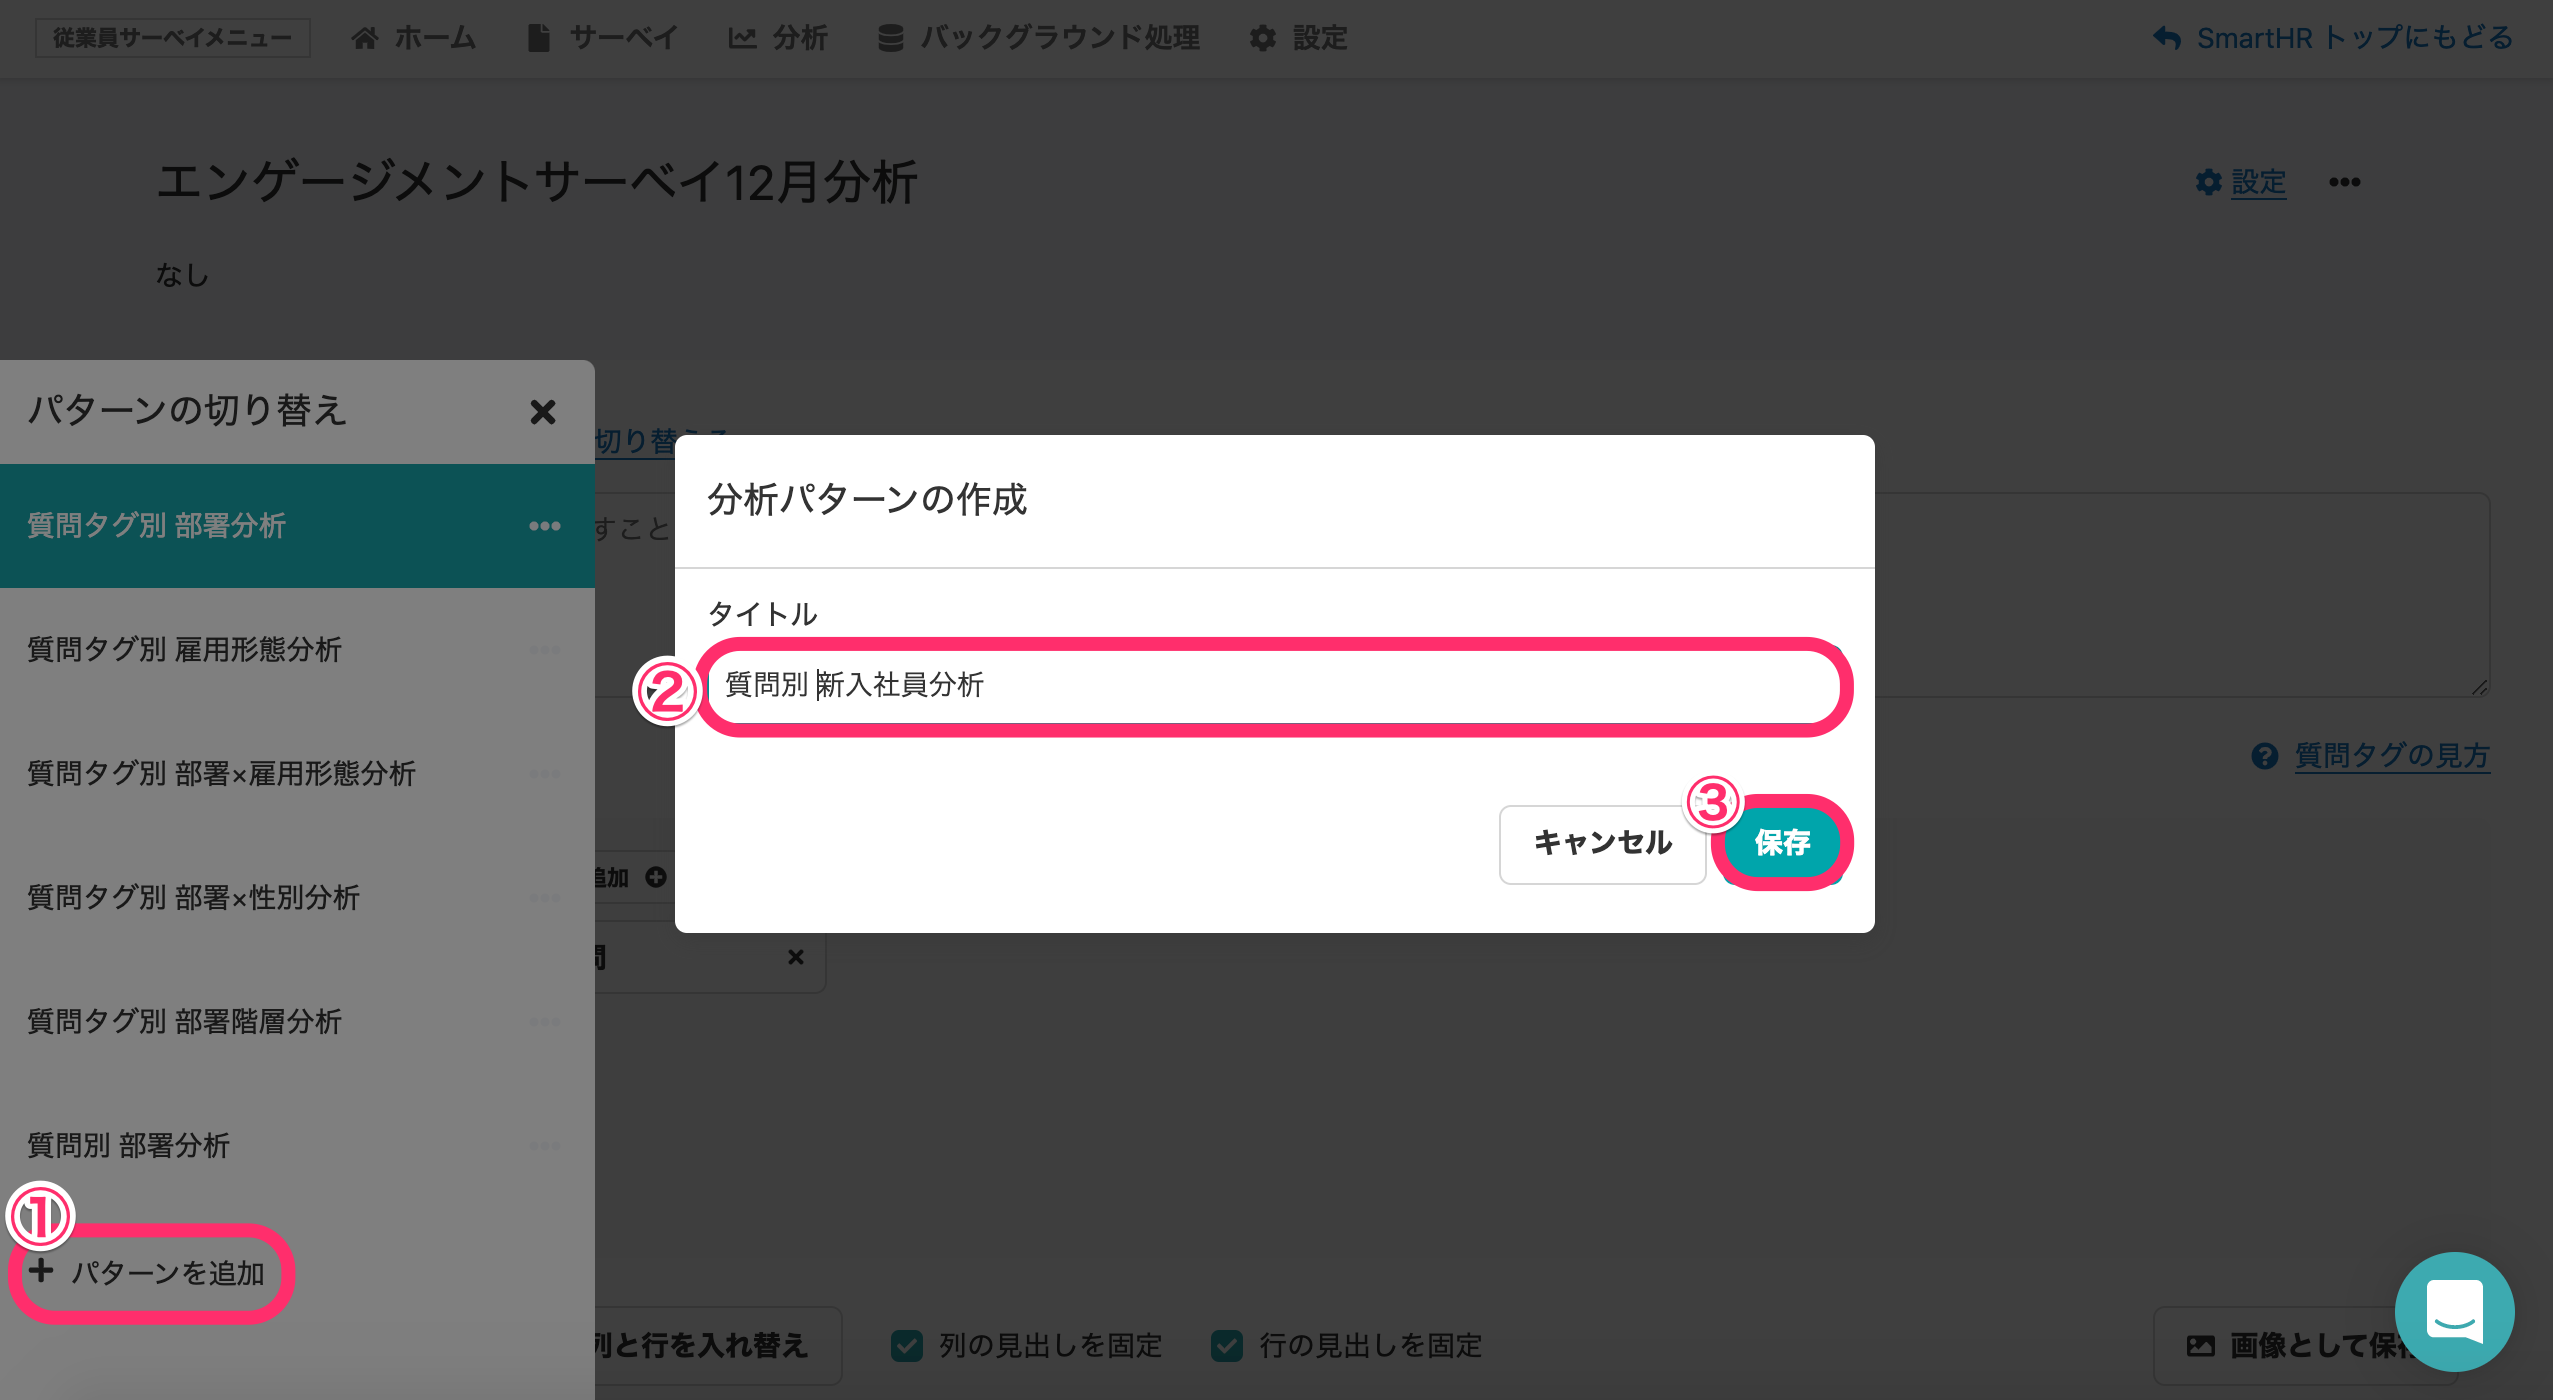 従業員サーベイメニュー ホーム サーベイ 分析 バックグラウンド処理 設定 SmartHR トップにもどる
エンゲージメントサーベイ12月分析
設定
なし
パターンの切り替え
切り替える
質問タグ別 部署分析
すこと
質問タグ別 雇用形態分析
質問タグ別 部署×雇用形態分析
質問タグ別 部署×性別分析
質問タグ別 部署階層分析
質問別 部署分析
①
パターンを追加
分析パターンの作成
タイトル
②
質問別 新入社員分析
キャンセル
③
保存
質問タグの見方
追加
問
列と行を入れ替え
列の見出しを固定
行の見出しを固定
画像として保存